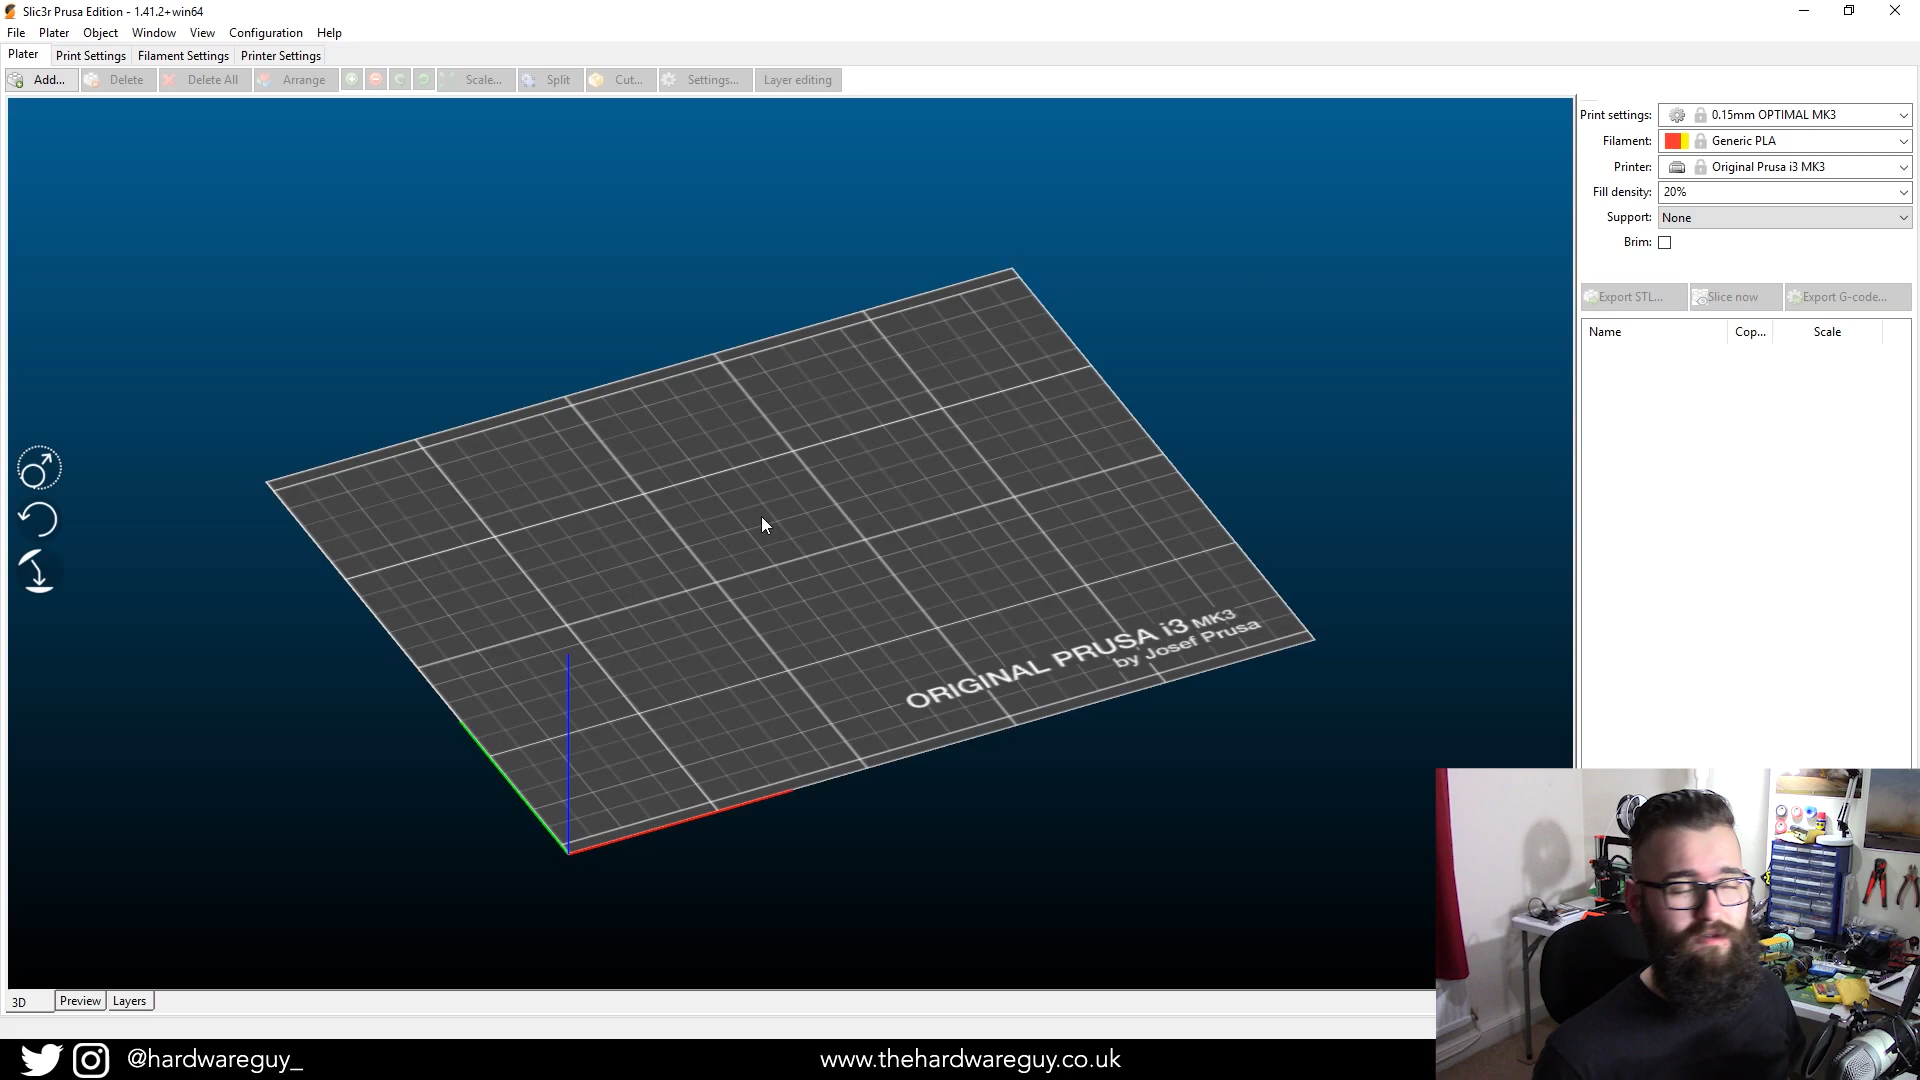 Slic3r Prusa Edition - 1.41.2+win64
File Plater Object Window View Configuration Help
Plater Print Settings Filament Settings Printer Settings
Add... Delete Delete All Arrange Scale... Split Cut... Settings... Layer editing
Print settings: 0.15mm OPTIMAL MK3
Filament: Generic PLA
Printer: Original Prusa i3 MK3
Fill density: 20%
Support: None
Brim:
Export STL... Slice now Export G-code...
Name Cop... Scale
ORIGINAL PRUSA i3 MK3
by Josef Prusa
3D Preview Layers
@hardwareguy_ www.thehardwareguy.co.uk